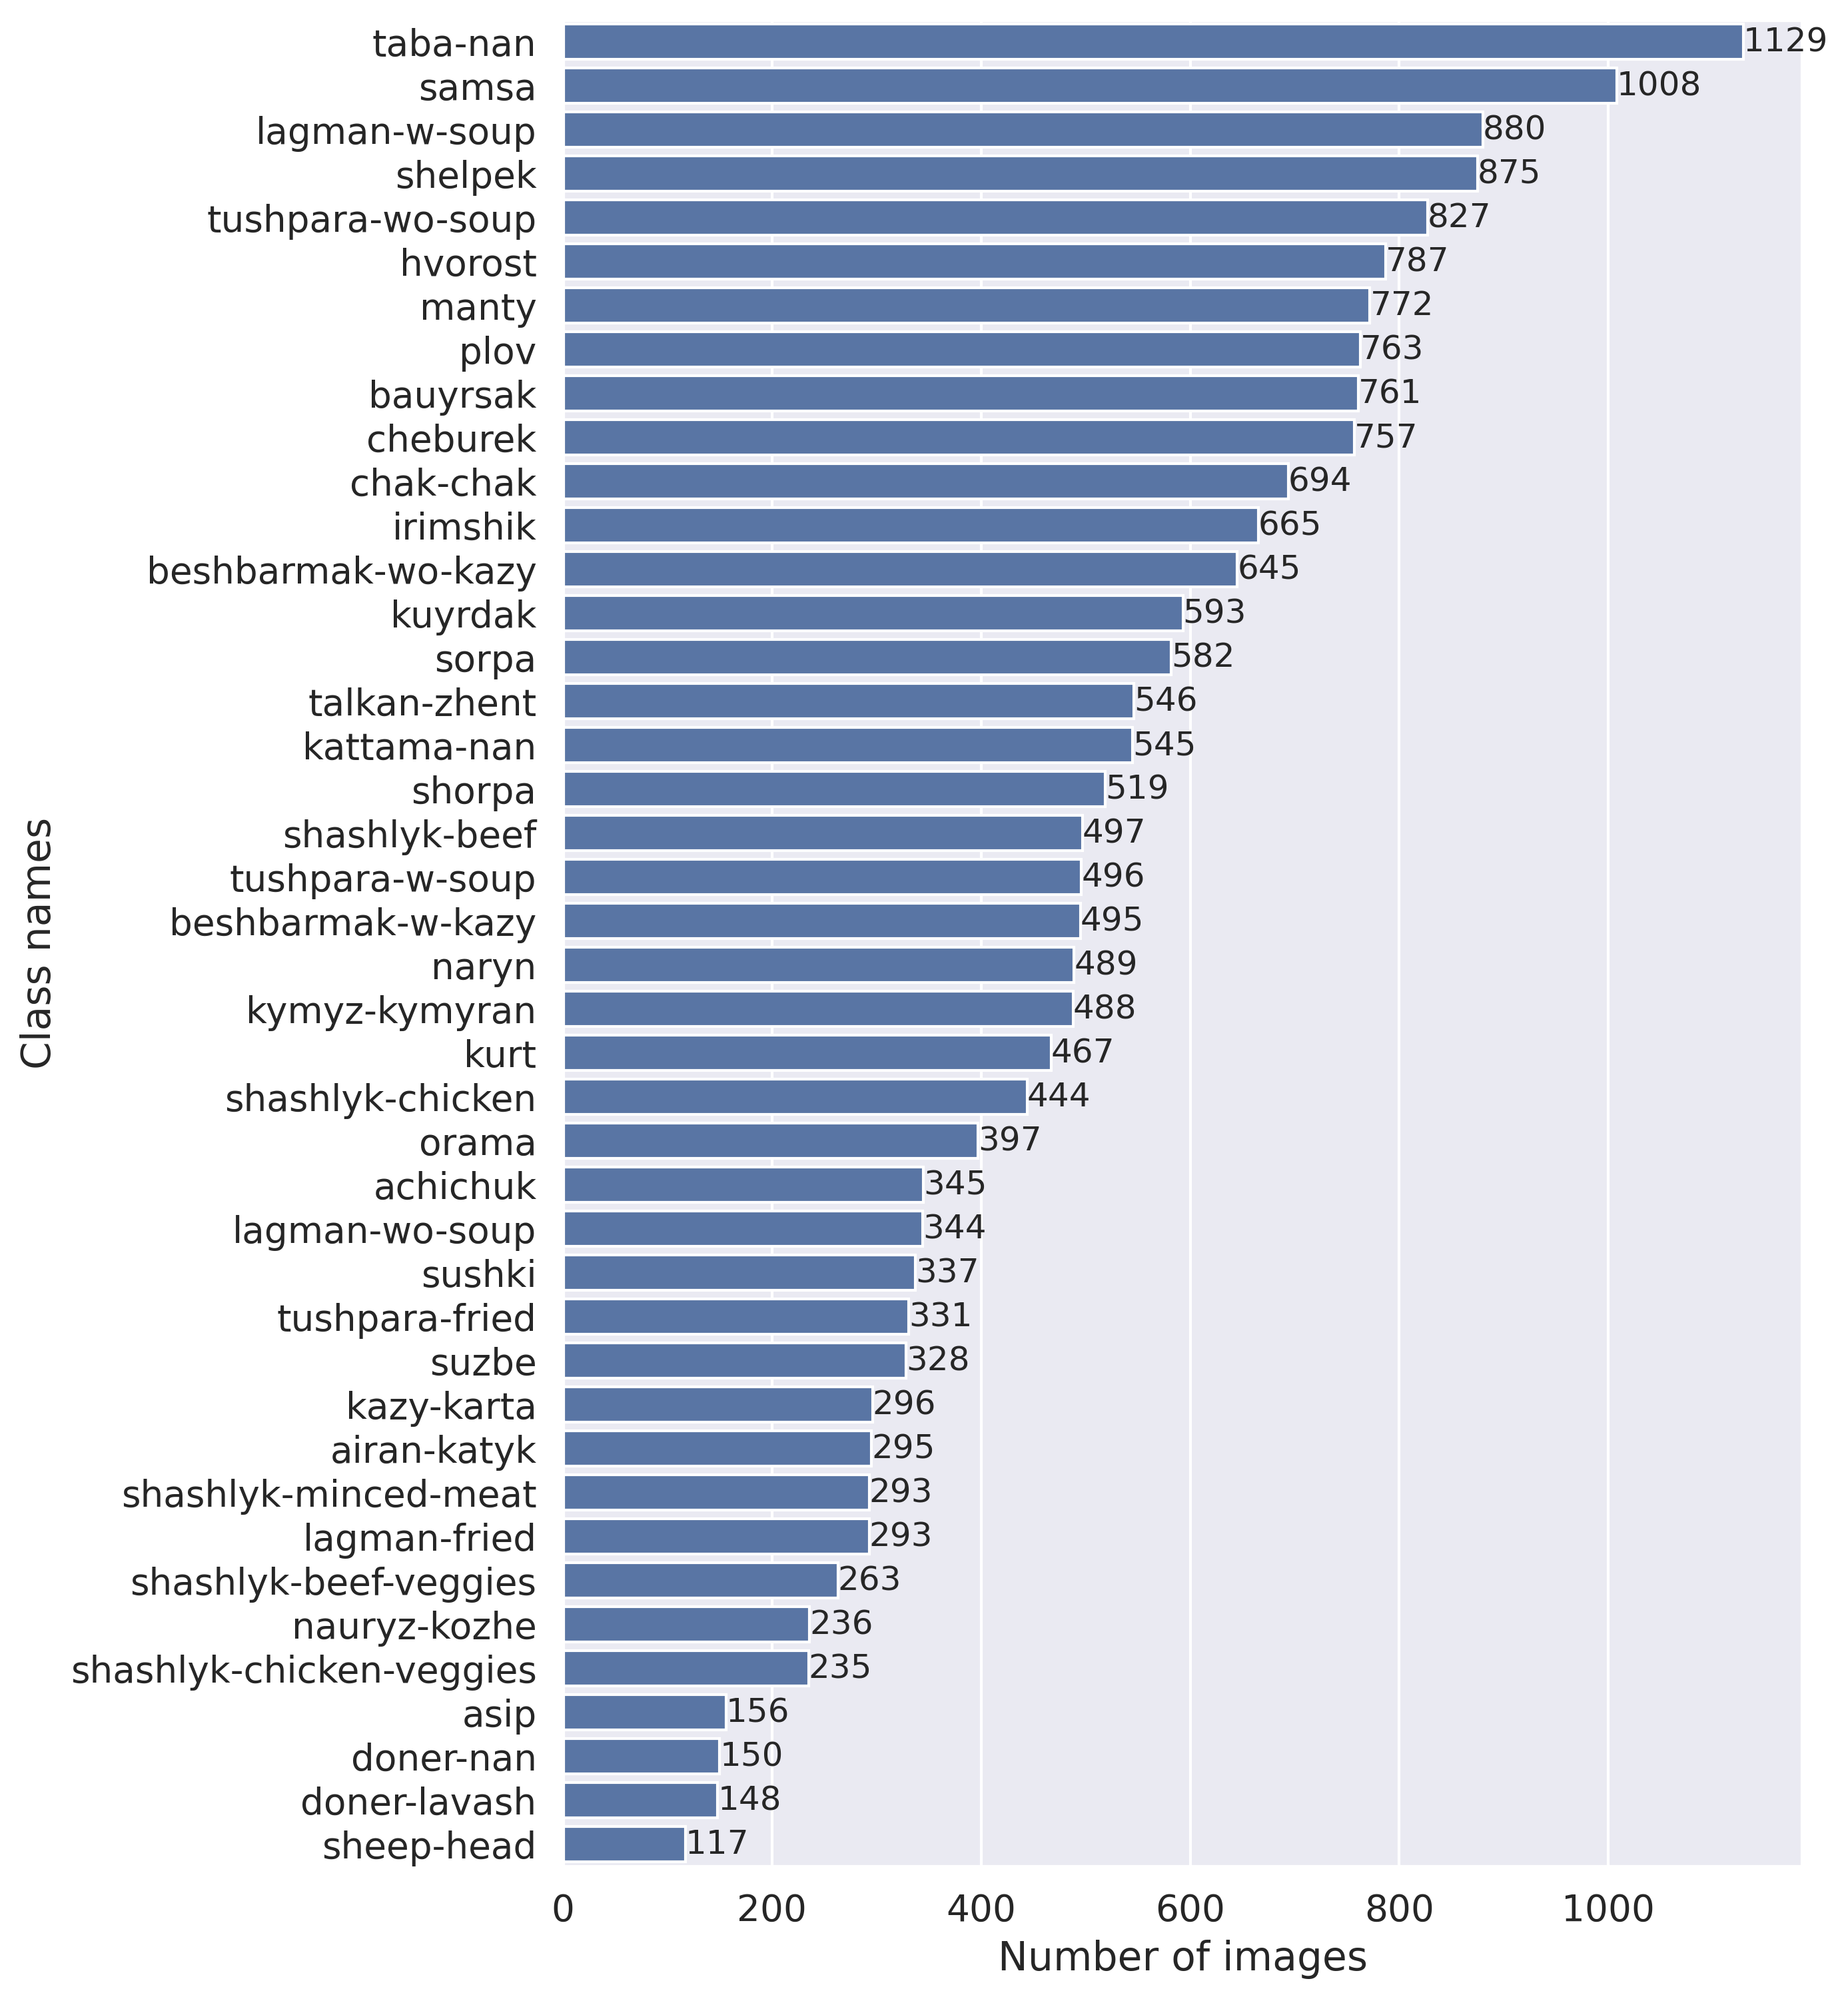 taba-nan 1129
samsa 1008
lagman-w-soup 880
shelpek 875
tushpara-wo-soup 827
hvorost 787
manty 772
plov 763
bauyrsak 761
cheburek 757
chak-chak 694
irimshik 665
beshbarmak-wo-kazy 645
kuyrdak 593
sorpa 582
talkan-zhent 546
kattama-nan 545
shorpa 519
shashlyk-beef 497
tushpara-w-soup 496
beshbarmak-w-kazy 495
naryn 489
kymyz-kymyran 488
kurt 467
shashlyk-chicken 444
orama 397
achichuk 345
lagman-wo-soup 344
sushki 337
tushpara-fried 331
suzbe 328
kazy-karta 296
airan-katyk 295
shashlyk-minced-meat 293
lagman-fried 293
shashlyk-beef-veggies 263
nauryz-kozhe 236
shashlyk-chicken-veggies 235
asip 156
doner-nan 150
doner-lavash 148
sheep-head 117
Class names
0 200 400 600 800 1000
Number of images